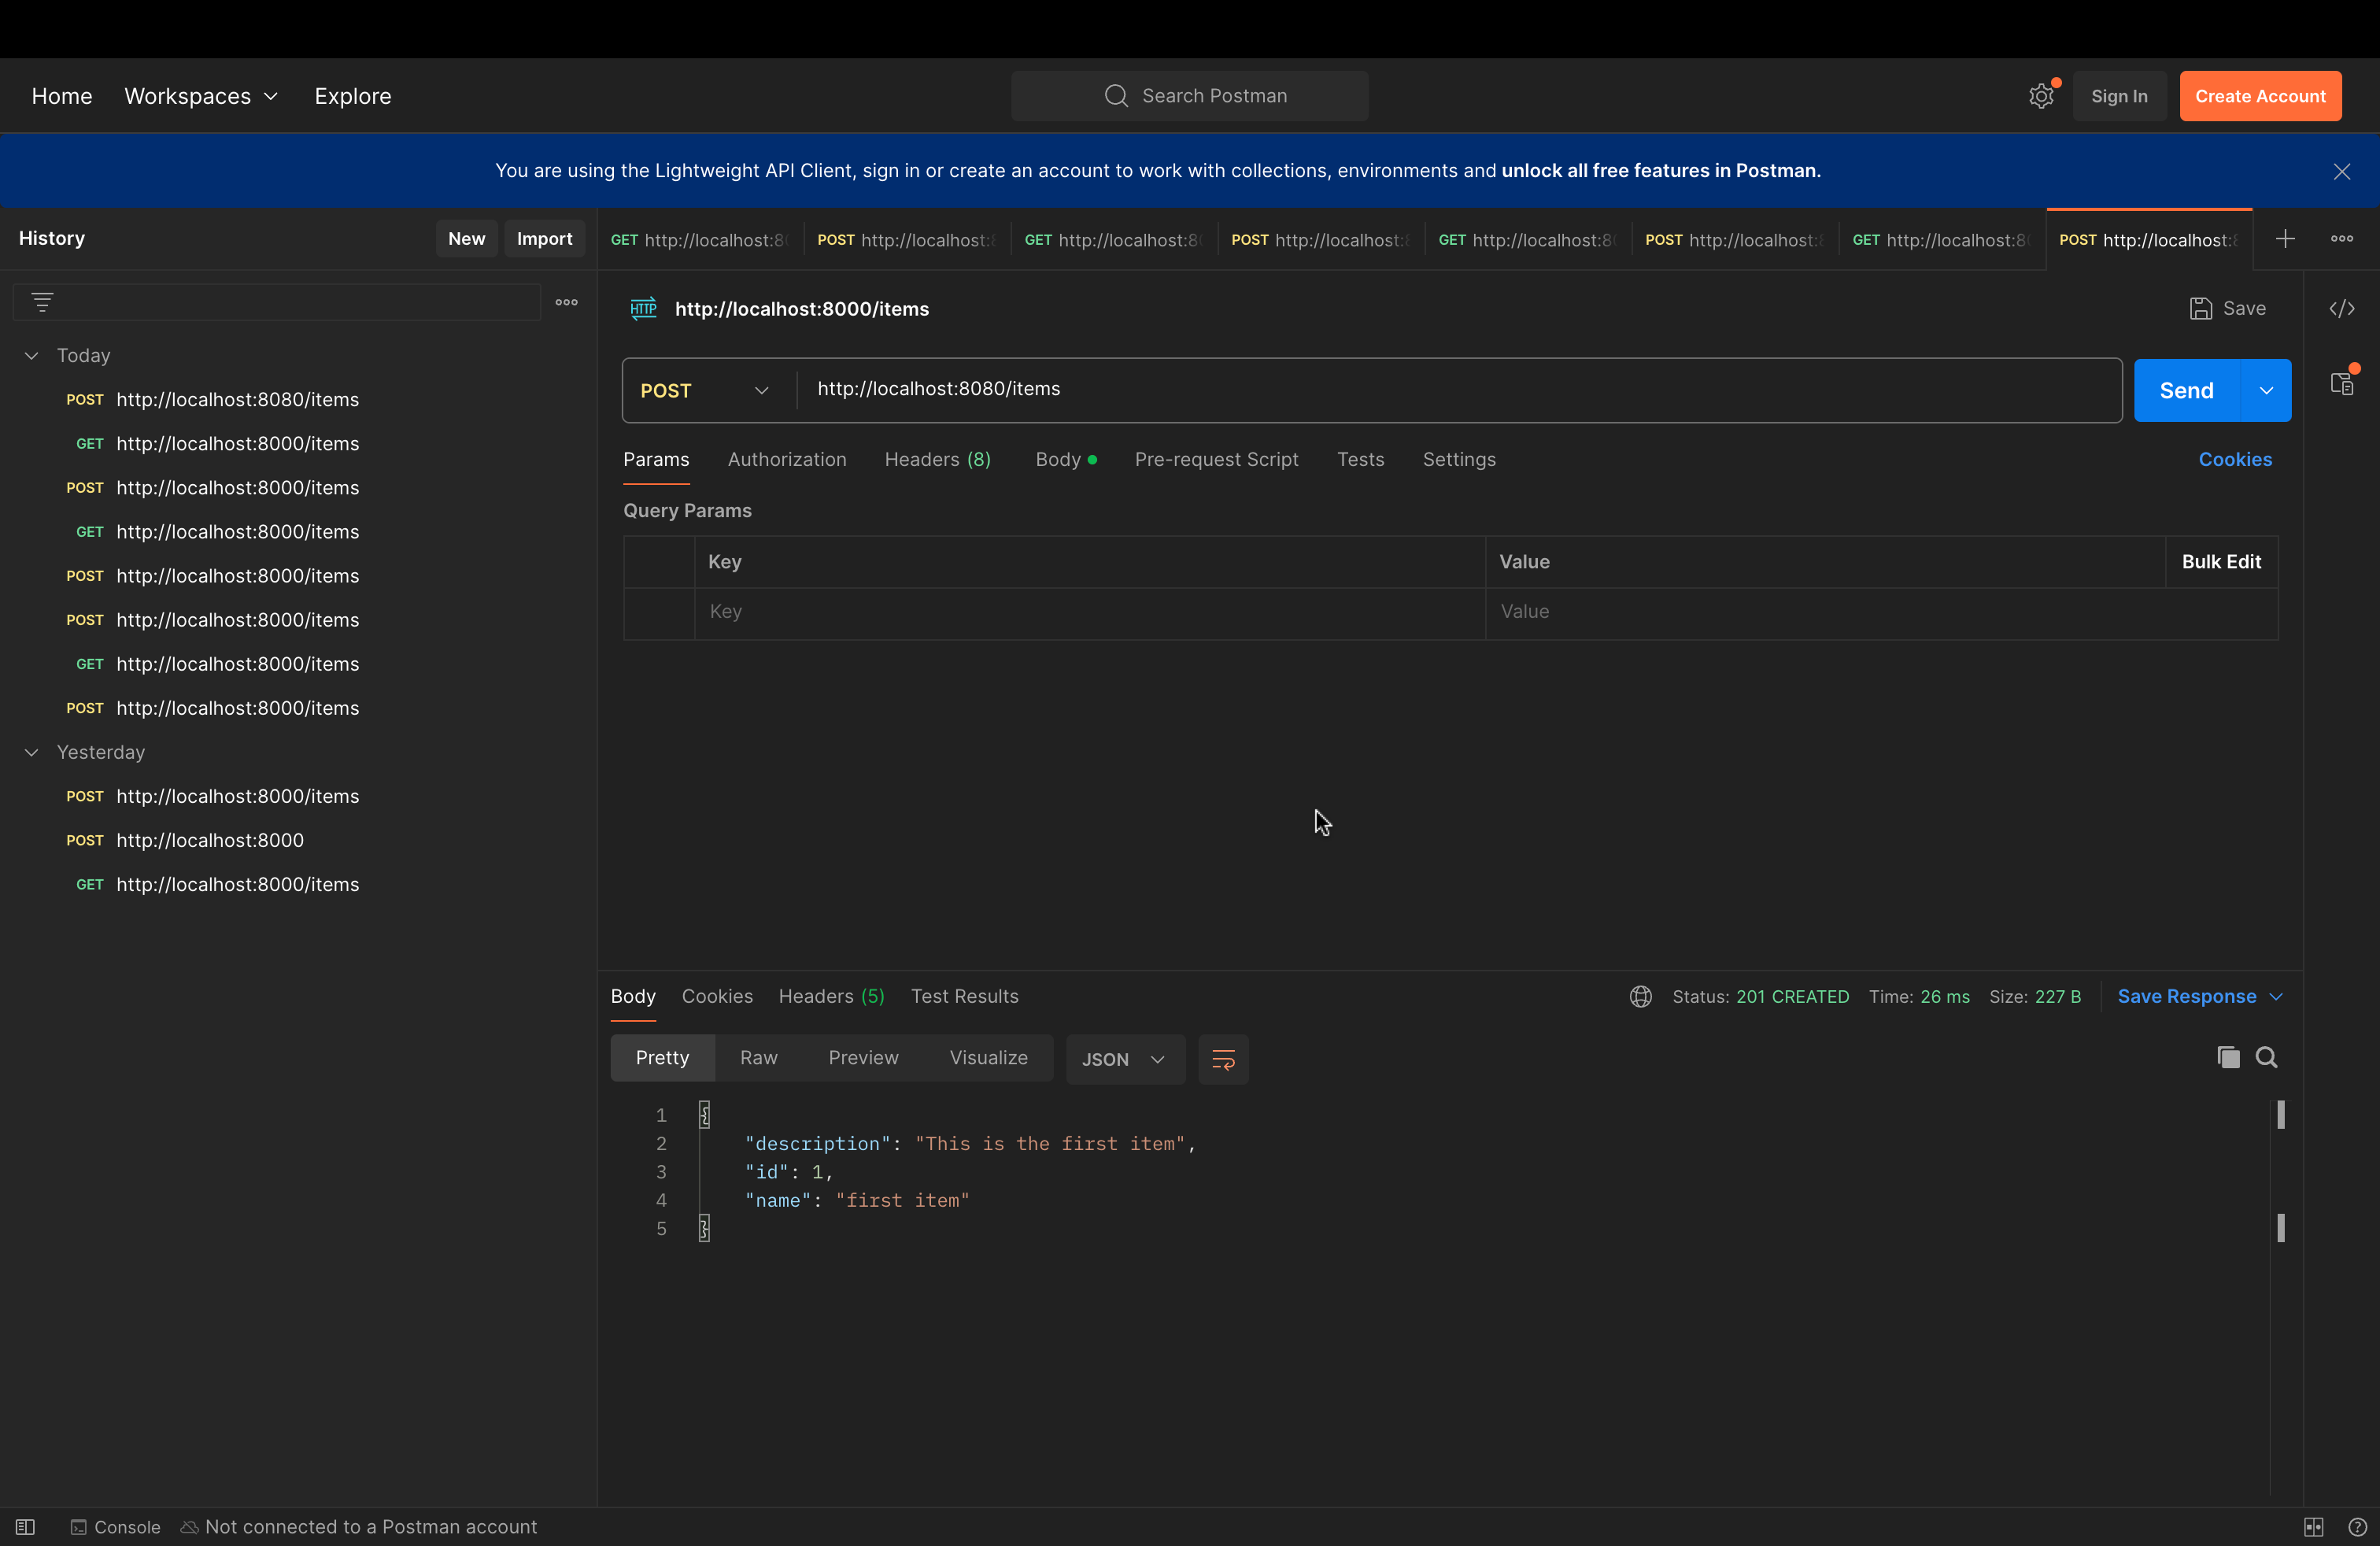 Home Workspaces Explore Search Postman Sign In Create Account
You are using the Lightweight API Client, sign in or create an account to work with collections, environments and unlock all free features in Postman.
History New Import
GET http://localhost:8 POST http://localhost: GET http://localhost:8 POST http://localhost: GET http://localhost:8 POST http://localhost: GET http://localhost:8 POST http://localhost:8
Today
POST http://localhost:8080/items
GET http://localhost:8000/items
POST http://localhost:8000/items
GET http://localhost:8000/items
POST http://localhost:8000/items
POST http://localhost:8000/items
GET http://localhost:8000/items
POST http://localhost:8000/items
Yesterday
POST http://localhost:8000/items
POST http://localhost:8000
GET http://localhost:8000/items
HTTP http://localhost:8000/items Save
POST http://localhost:8080/items Send
Params Authorization Headers (8) Body Pre-request Script Tests Settings Cookies
Query Params
Key Value Bulk Edit
Key Value
Body Cookies Headers (5) Test Results Status: 201 CREATED Time: 26 ms Size: 227 B Save Response
Pretty Raw Preview Visualize JSON
1 {
2 "description": "This is the first item",
3 "id": 1,
4 "name": "first item"
5 }
Console Not connected to a Postman account